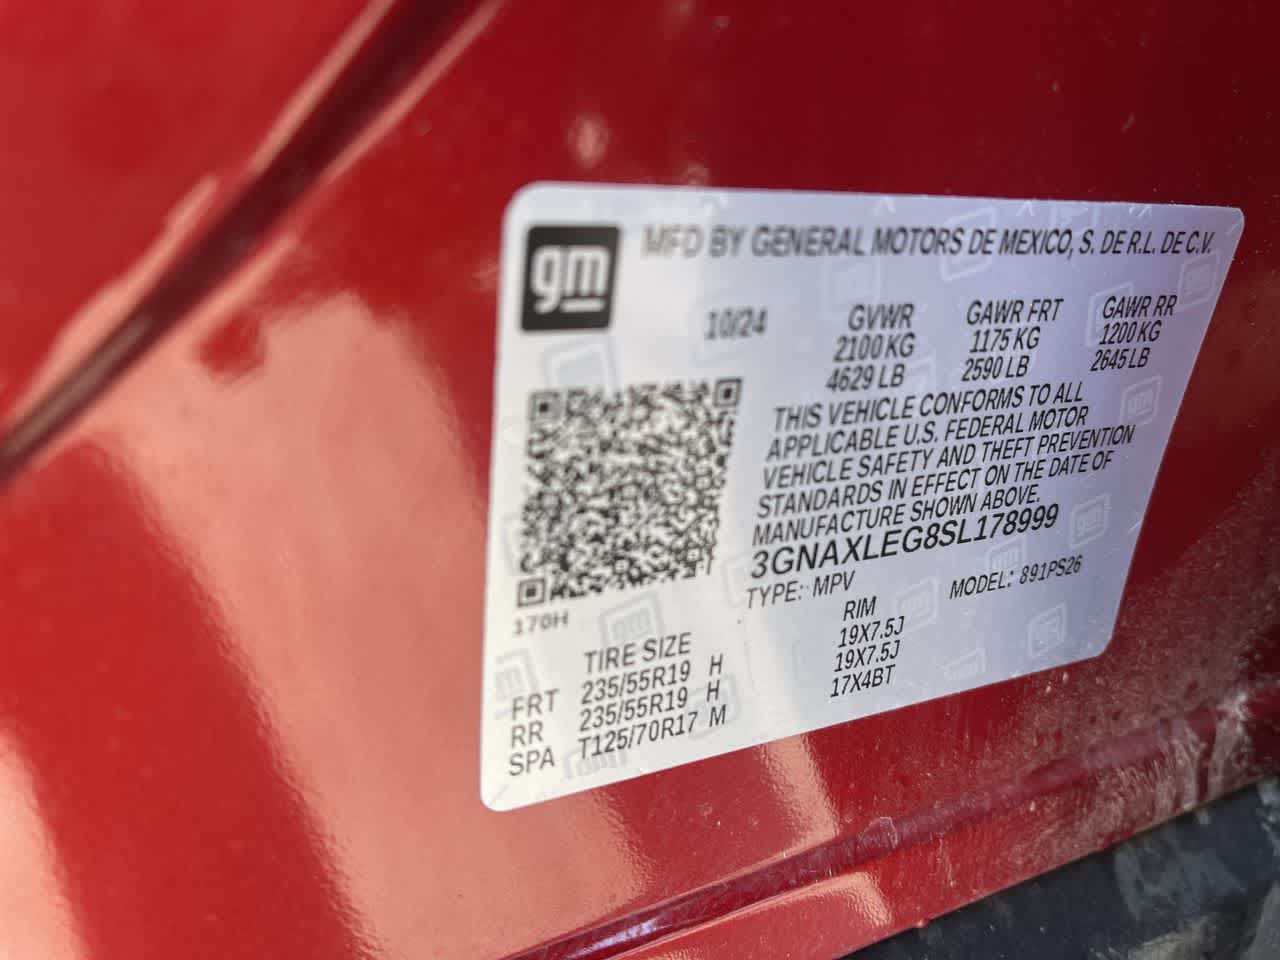 gm
MFD BY GENERAL MOTORS DE MEXICO, S. DE R.L. DE C.V.
10/24 GVWR GAWR FRT GAWR RR
2100 KG 1175 KG 1200 KG
4629 LB 2590 LB 2645 LB
THIS VEHICLE CONFORMS TO ALL
APPLICABLE U.S. FEDERAL MOTOR
VEHICLE SAFETY AND THEFT PREVENTION
STANDARDS IN EFFECT ON THE DATE OF
MANUFACTURE SHOWN ABOVE.
3GNAXLEG8SL178999
TYPE: MPV MODEL: 891PS26
170H
TIRE SIZE RIM
FRT 235/55R19 H 19X7.5J
RR 235/55R19 H 19X7.5J
SPA T125/70R17 M 17X4BT